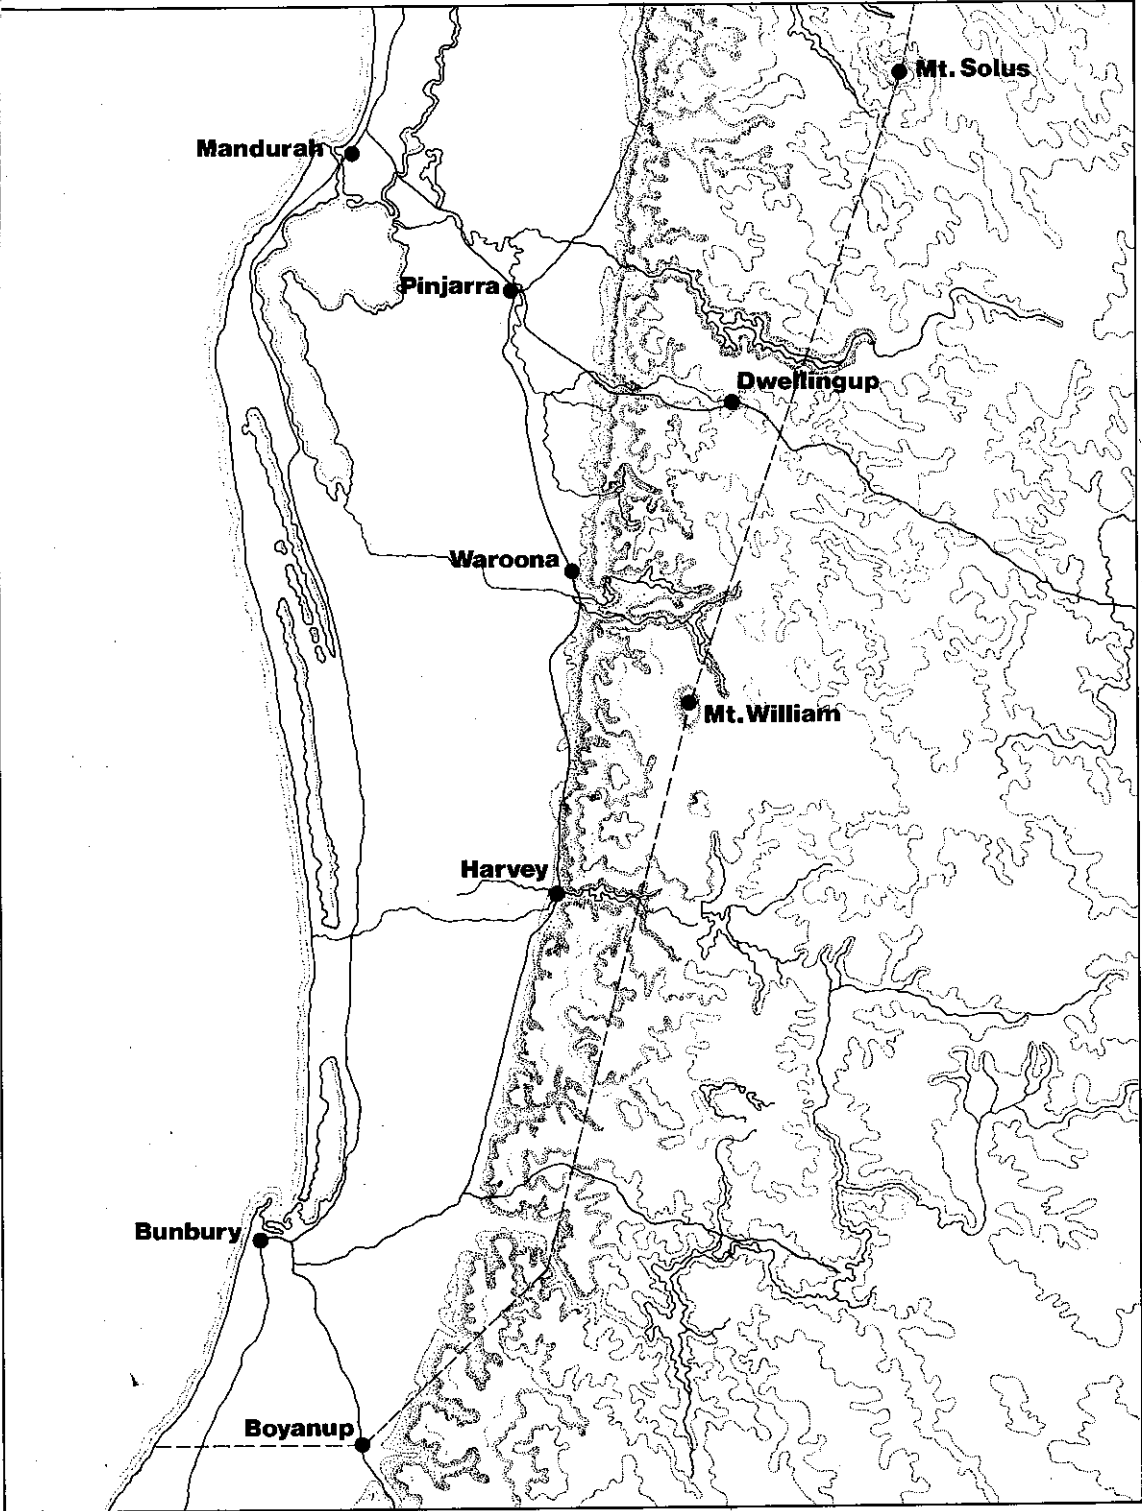 Mt. Solus
Mandurah
Pinjarra
Dwellingup
Waroona
Mt. William
Harvey
Bunbury
Boyanup